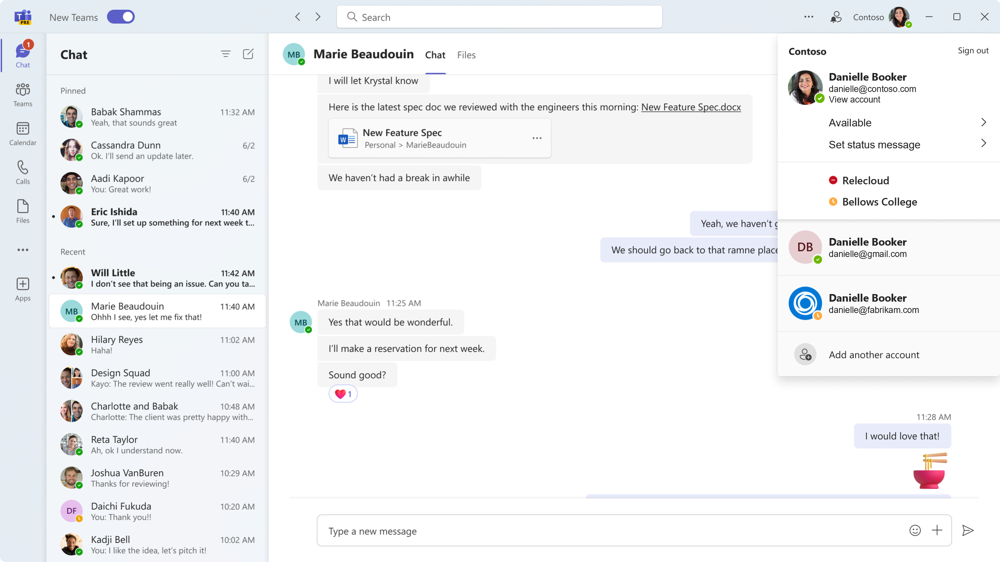 T
PRE
New Teams
Search
Contoso
1
Chat
Teams
Calendar
Calls
Files
Apps
Chat
Pinned
Babak Shammas 11:32 AM
Yeah, that sounds great
Cassandra Dunn 6/2
Ok. I’ll send an update later.
Aadi Kapoor 6/2
You: Great work!
Eric Ishida 11:40 AM
Sure, I’ll set up something for next week t...
Recent
Will Little 11:42 AM
I don’t see that being an issue. Can you ta...
MB
Marie Beaudouin 11:40 AM
Ohhh I see, yes let me fix that!
Hilary Reyes 11:02 AM
Haha!
Design Squad 11:00 AM
Kayo: The review went really well! Can’t wai...
Charlotte and Babak 10:48 AM
Charlotte: The client was pretty happy with...
Reta Taylor 11:40 AM
Ah, ok I understand now.
Joshua VanBuren 10:29 AM
Thanks for reviewing!
DF
Daichi Fukuda 10:20 AM
You: Thank you!!
Kadji Bell 10:02 AM
You: I like the idea, let’s pitch it!
MB
Marie Beaudouin Chat Files
I will let Krystal know
Here is the latest spec doc we reviewed with the engineers this morning: New Feature Spec.docx
W
New Feature Spec
Personal > MarieBeaudouin
We haven’t had a break in awhile
Yeah, we haven’t
We should go back to that ramne place
Marie Beaudouin 11:25 AM
MB
Yes that would be wonderful.
I’ll make a reservation for next week.
Sound good?
1
11:28 AM
I would love that!
Type a new message
Contoso Sign out
Danielle Booker
danielle@contoso.com
View account
Available
Set status message
Relecloud
Bellows College
DB
Danielle Booker
danielle@gmail.com
Danielle Booker
danielle@fabrikam.com
Add another account